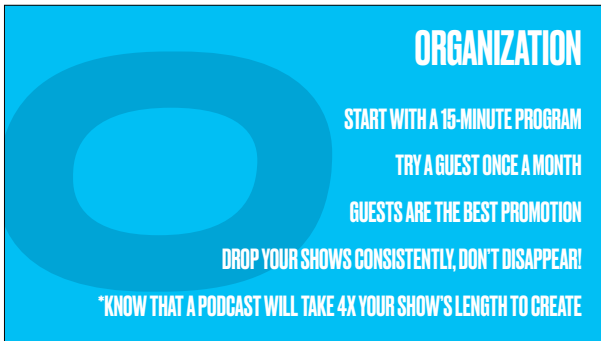 ORGANIZATION
START WITH A 15-MINUTE PROGRAM
TRY A GUEST ONCE A MONTH
GUESTS ARE THE BEST PROMOTION
DROP YOUR SHOWS CONSISTENTLY, DON'T DISAPPEAR!
*KNOW THAT A PODCAST WILL TAKE 4X YOUR SHOW'S LENGTH TO CREATE